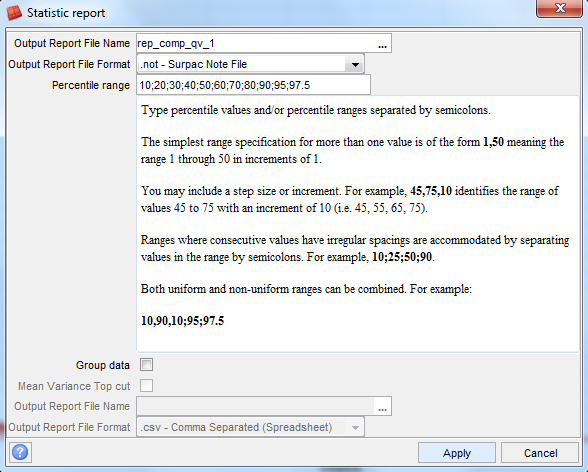 Statistic report
Output Report File Name rep_comp_qv_1 ...
Output Report File Format .not - Surpac Note File
Percentile range 10;20;30;40;50;60;70;80;90;95;97.5
Type percentile values and/or percentile ranges separated by semicolons.
The simplest range specification for more than one value is of the form 1,50 meaning the
range 1 through 50 in increments of 1.
You may include a step size or increment. For example, 45,75,10 identifies the range of
values 45 to 75 with an increment of 10 (i.e. 45, 55, 65, 75).
Ranges where consecutive values have irregular spacings are accommodated by separating
values in the range by semicolons. For example, 10;25;50;90.
Both uniform and non-uniform ranges can be combined. For example:
10,90,10;95;97.5
Group data
Mean Variance Top cut
Output Report File Name ...
Output Report File Format .csv - Comma Separated (Spreadsheet)
? Apply Cancel